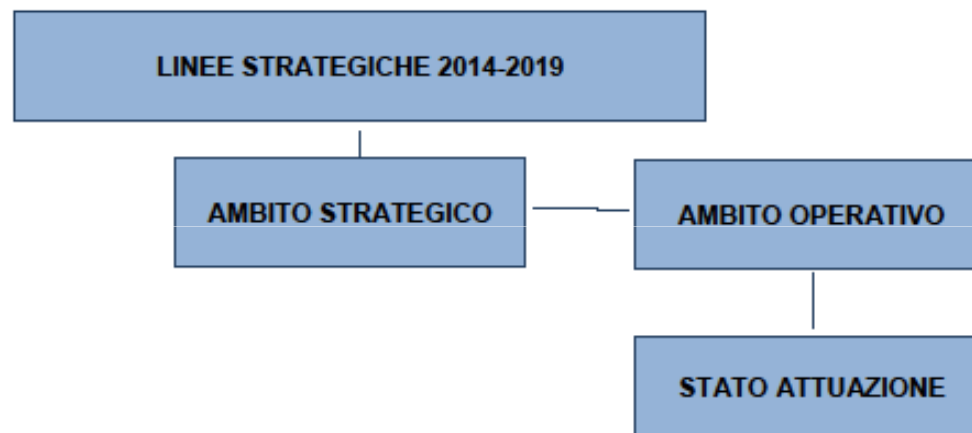 LINEE STRATEGICHE 2014-2019
AMBITO STRATEGICO
AMBITO OPERATIVO
STATO ATTUAZIONE